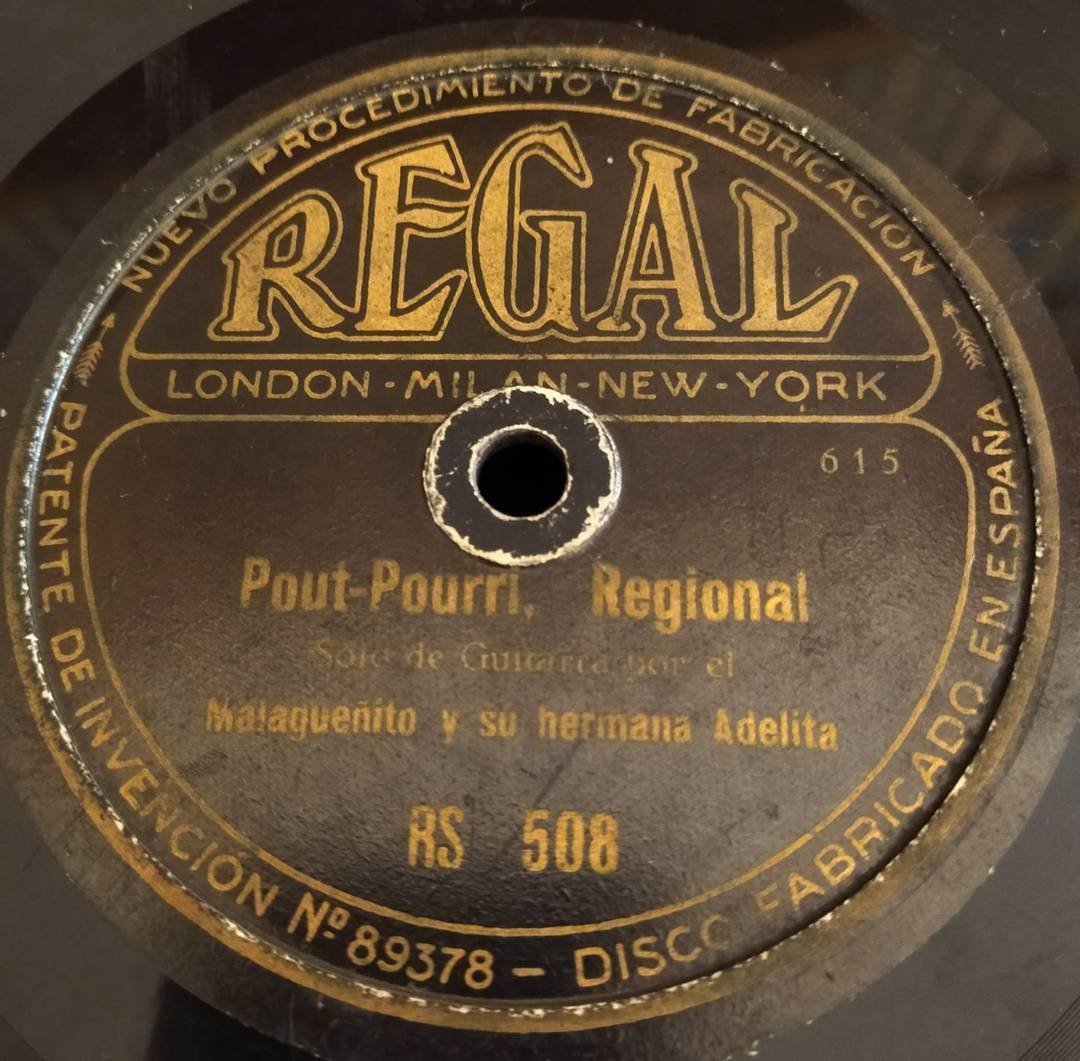 NUEVO PROCEDIMIENTO DE FABRICACIÓN
REGAL
LONDON - MILAN - NEW - YORK
615
Pout-Pourri, Regional
Solo de Guitarra por el
Malagueñito y su hermana Adelita
RS 508
PATENTE DE INVENCIÓN Nº 89378 - DISCO FABRICADO EN ESPAÑA